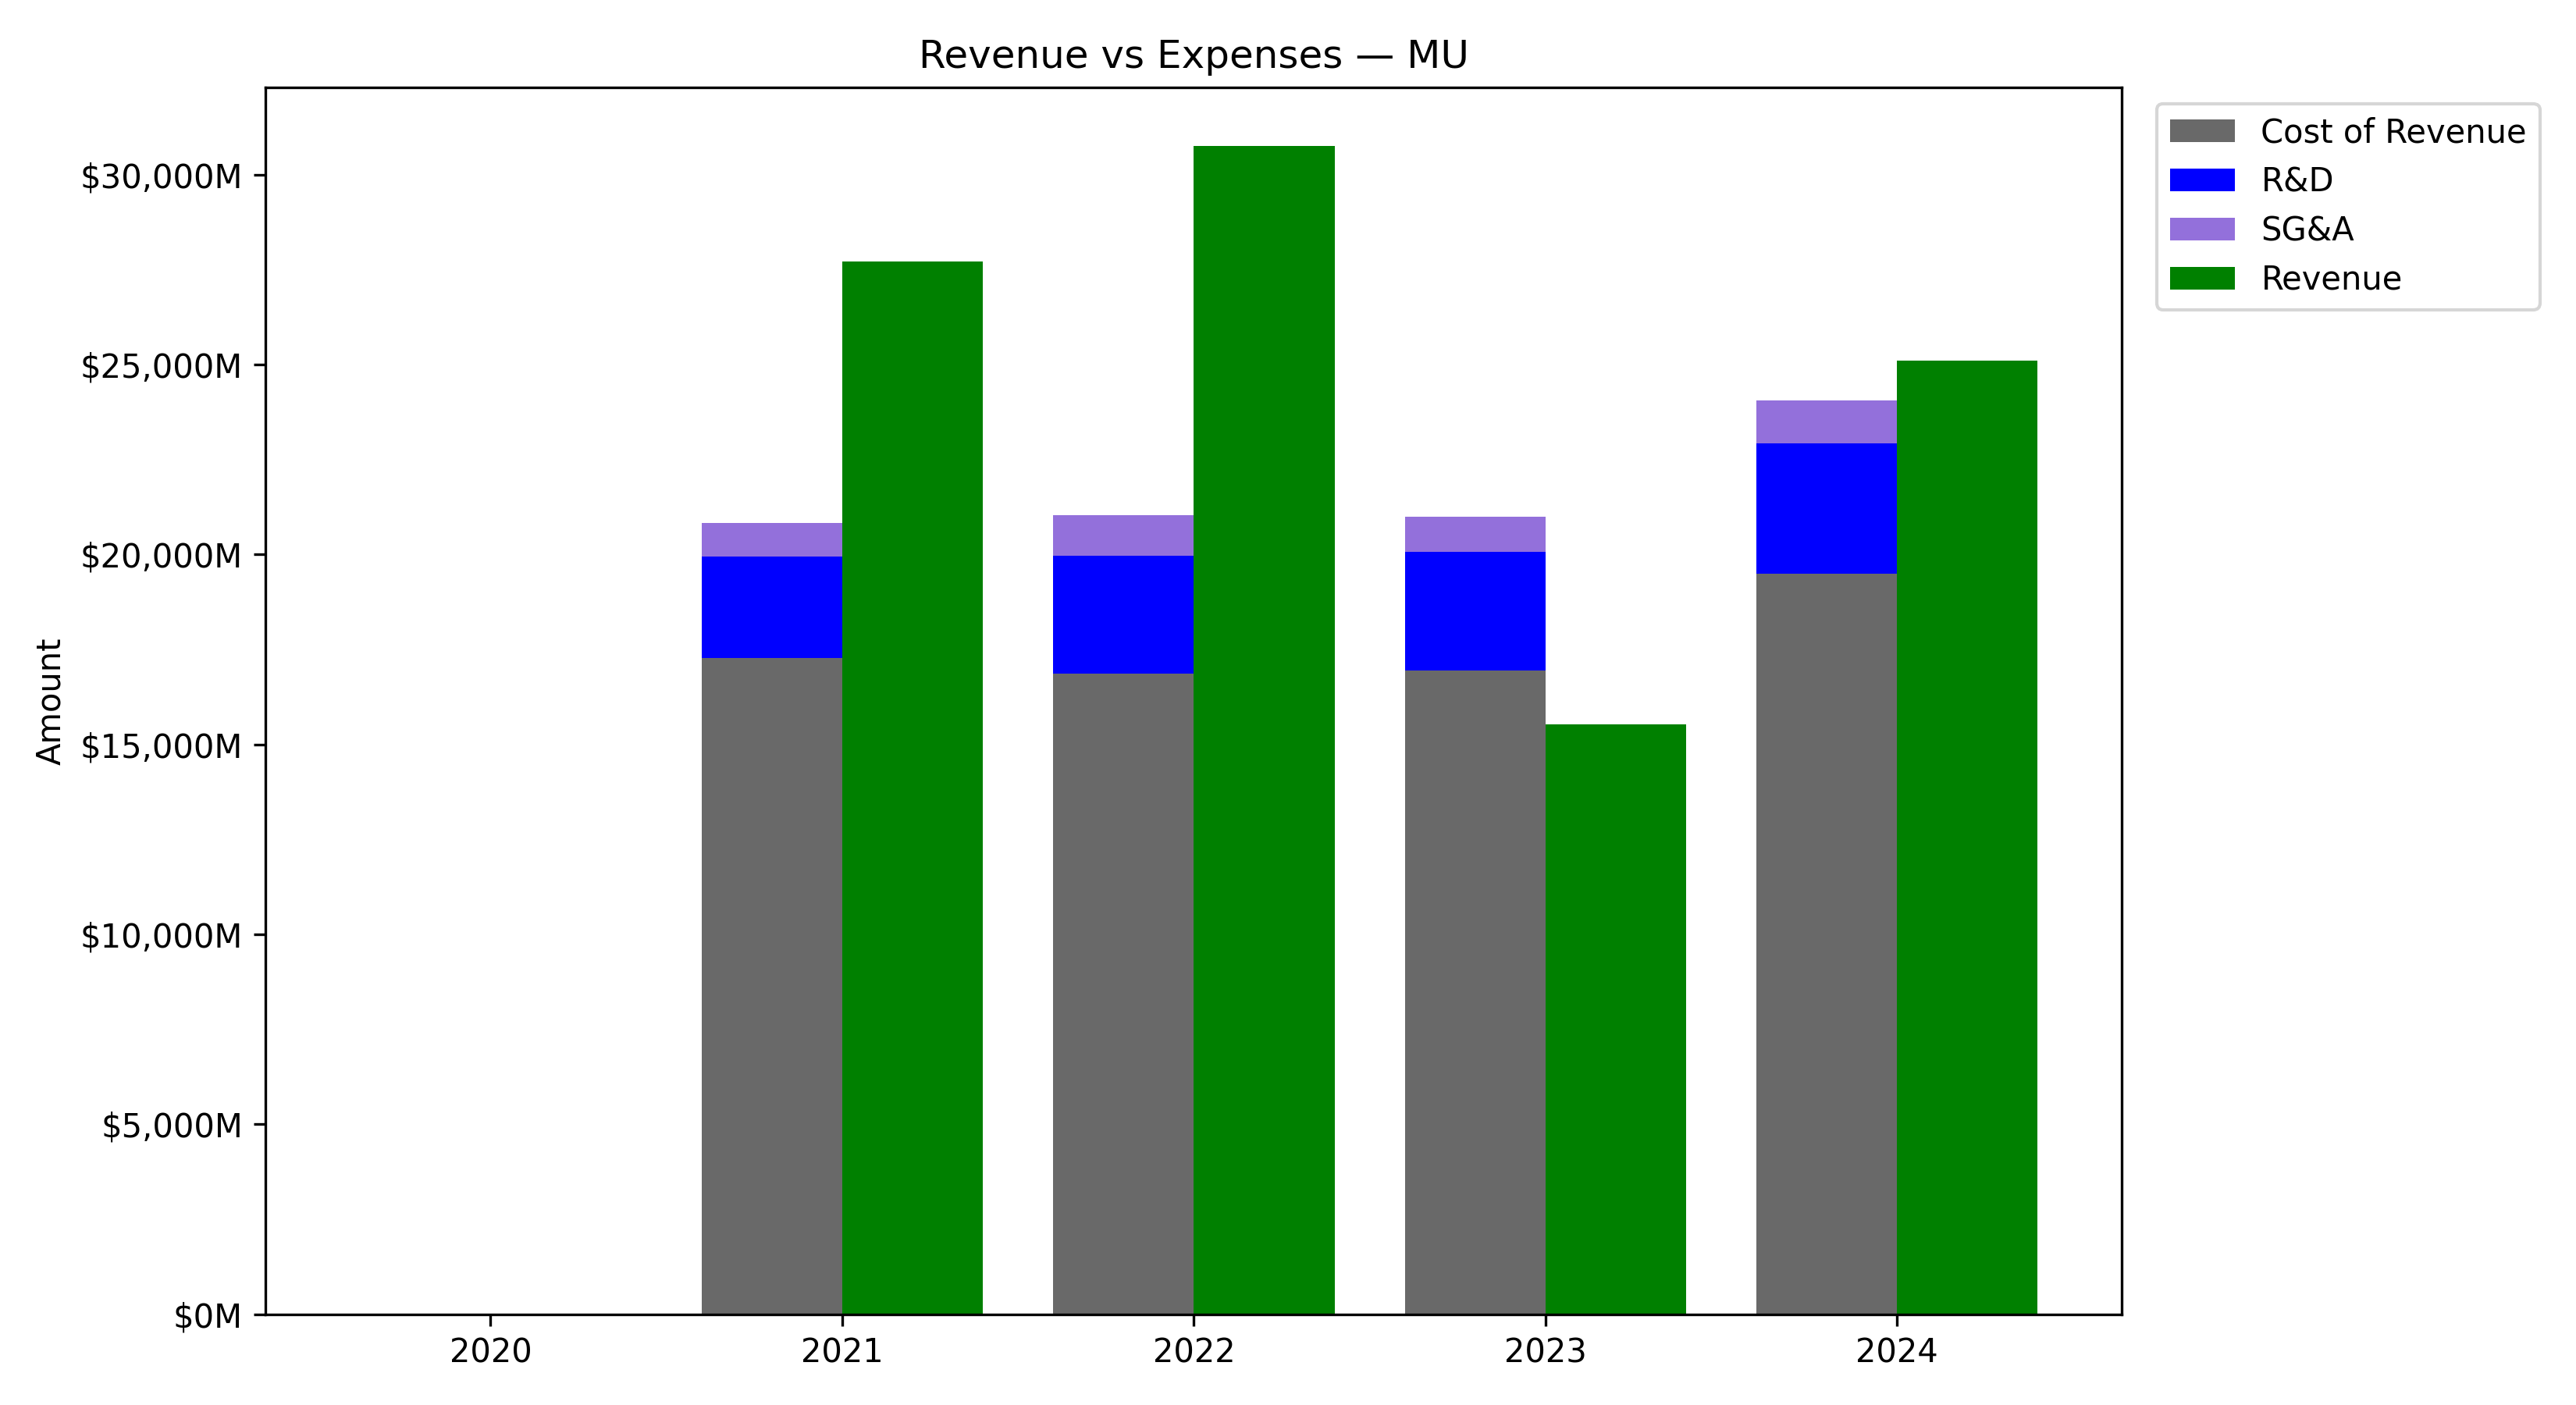 Revenue vs Expenses — MU
Cost of Revenue
R&D
SG&A
Revenue
Amount
$30,000M
$25,000M
$20,000M
$15,000M
$10,000M
$5,000M
$0M
2020 2021 2022 2023 2024